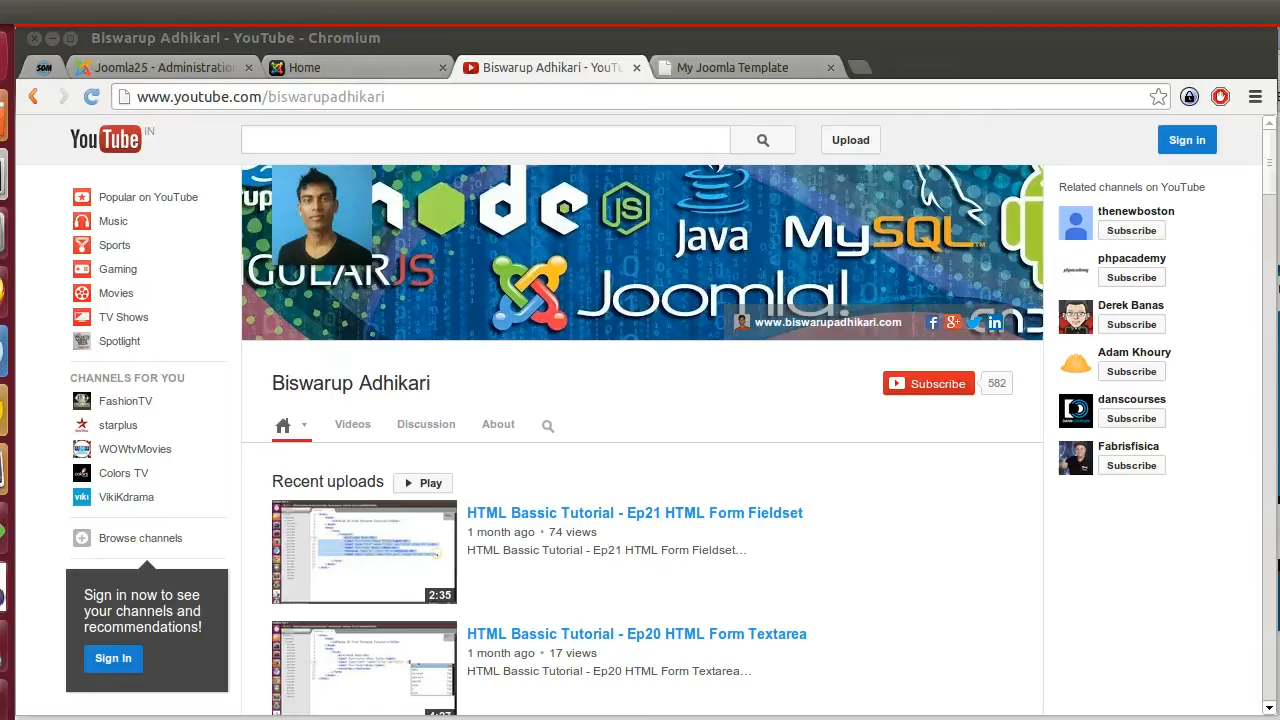 Biswarup Adhikari - YouTube - Chromium
Joomla25 - Administration
Home
Biswarup Adhikari - YouTu
My Joomla Template
www.youtube.com/biswarupadhikari
YouTube IN
Upload
Sign in
Popular on YouTube
Music
Sports
Gaming
Movies
TV Shows
Spotlight
CHANNELS FOR YOU
FashionTV
starplus
WOWtvMovies
Colors TV
VikiKdrama
Browse channels
Sign in now to see
your channels and
recommendations!
Sign in
node JS
Java
MySQL
GULARJS
Joomla!
www.biswarupadhikari.com
Biswarup Adhikari
Subscribe 582
Videos
Discussion
About
Recent uploads
Play
HTML Bassic Tutorial - Ep21 HTML Form Fieldset
1 month ago • 74 views
HTML Bassic Tutorial - Ep21 HTML Form Fieldset...
2:35
HTML Bassic Tutorial - Ep20 HTML Form Textarea
1 month ago • 17 views
HTML Bassic Tutorial - Ep20 HTML Form Textarea...
Related channels on YouTube
thenewboston
Subscribe
phpacademy
phpacademy
Subscribe
Derek Banas
Subscribe
Adam Khoury
Subscribe
danscourses
Subscribe
Fabrisfisica
Subscribe